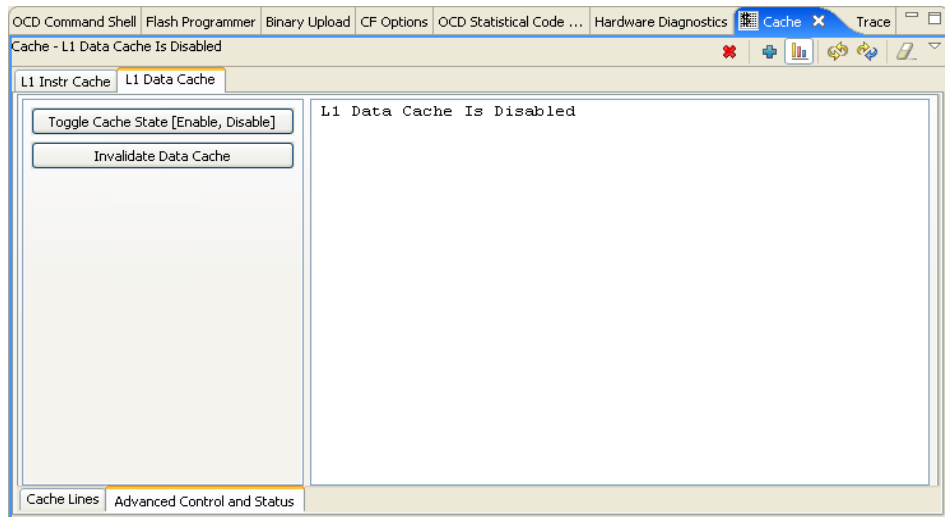 OCD Command Shell Flash Programmer Binary Upload CF Options OCD Statistical Code ... Hardware Diagnostics Cache Trace
Cache - L1 Data Cache Is Disabled
L1 Instr Cache L1 Data Cache
Toggle Cache State [Enable, Disable]
Invalidate Data Cache
L1 Data Cache Is Disabled
Cache Lines Advanced Control and Status